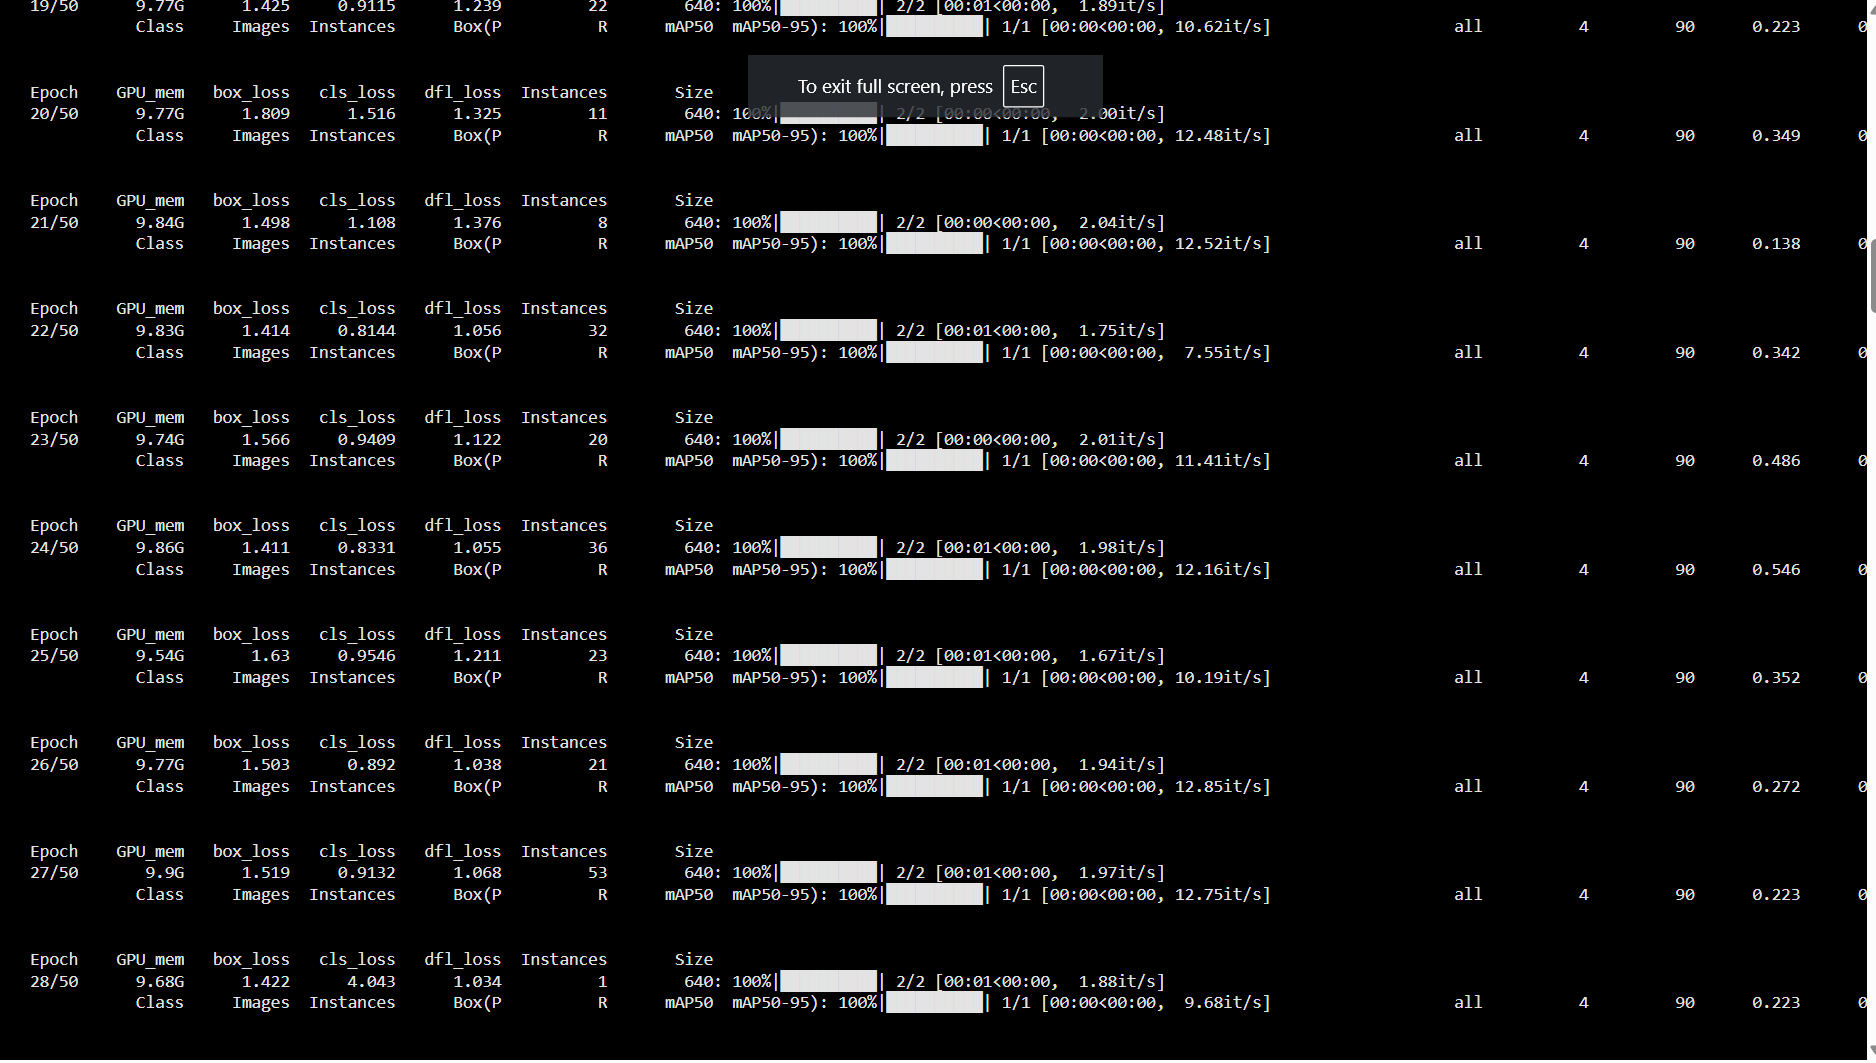 19/50 9.77G 1.425 0.9115 1.239 22 640: 100%|██████████| 2/2 [00:01<00:00, 1.89it/s]
Class Images Instances Box(P R mAP50 mAP50-95): 100%|██████████| 1/1 [00:00<00:00, 10.62it/s] all 4 90 0.223 0
To exit full screen, press Esc
Epoch GPU_mem box_loss cls_loss dfl_loss Instances Size
20/50 9.77G 1.809 1.516 1.325 11 640: 100%|██████████| 2/2 [00:00<00:00, 2.00it/s]
Class Images Instances Box(P R mAP50 mAP50-95): 100%|██████████| 1/1 [00:00<00:00, 12.48it/s] all 4 90 0.349 0
Epoch GPU_mem box_loss cls_loss dfl_loss Instances Size
21/50 9.84G 1.498 1.108 1.376 8 640: 100%|██████████| 2/2 [00:00<00:00, 2.04it/s]
Class Images Instances Box(P R mAP50 mAP50-95): 100%|██████████| 1/1 [00:00<00:00, 12.52it/s] all 4 90 0.138 0
Epoch GPU_mem box_loss cls_loss dfl_loss Instances Size
22/50 9.83G 1.414 0.8144 1.056 32 640: 100%|██████████| 2/2 [00:01<00:00, 1.75it/s]
Class Images Instances Box(P R mAP50 mAP50-95): 100%|██████████| 1/1 [00:00<00:00, 7.55it/s] all 4 90 0.342 0
Epoch GPU_mem box_loss cls_loss dfl_loss Instances Size
23/50 9.74G 1.566 0.9409 1.122 20 640: 100%|██████████| 2/2 [00:00<00:00, 2.01it/s]
Class Images Instances Box(P R mAP50 mAP50-95): 100%|██████████| 1/1 [00:00<00:00, 11.41it/s] all 4 90 0.486 0
Epoch GPU_mem box_loss cls_loss dfl_loss Instances Size
24/50 9.86G 1.411 0.8331 1.055 36 640: 100%|██████████| 2/2 [00:01<00:00, 1.98it/s]
Class Images Instances Box(P R mAP50 mAP50-95): 100%|██████████| 1/1 [00:00<00:00, 12.16it/s] all 4 90 0.546 0
Epoch GPU_mem box_loss cls_loss dfl_loss Instances Size
25/50 9.54G 1.63 0.9546 1.211 23 640: 100%|██████████| 2/2 [00:01<00:00, 1.67it/s]
Class Images Instances Box(P R mAP50 mAP50-95): 100%|██████████| 1/1 [00:00<00:00, 10.19it/s] all 4 90 0.352 0
Epoch GPU_mem box_loss cls_loss dfl_loss Instances Size
26/50 9.77G 1.503 0.892 1.038 21 640: 100%|██████████| 2/2 [00:01<00:00, 1.94it/s]
Class Images Instances Box(P R mAP50 mAP50-95): 100%|██████████| 1/1 [00:00<00:00, 12.85it/s] all 4 90 0.272 0
Epoch GPU_mem box_loss cls_loss dfl_loss Instances Size
27/50 9.9G 1.519 0.9132 1.068 53 640: 100%|██████████| 2/2 [00:01<00:00, 1.97it/s]
Class Images Instances Box(P R mAP50 mAP50-95): 100%|██████████| 1/1 [00:00<00:00, 12.75it/s] all 4 90 0.223 0
Epoch GPU_mem box_loss cls_loss dfl_loss Instances Size
28/50 9.68G 1.422 4.043 1.034 1 640: 100%|██████████| 2/2 [00:01<00:00, 1.88it/s]
Class Images Instances Box(P R mAP50 mAP50-95): 100%|██████████| 1/1 [00:00<00:00, 9.68it/s] all 4 90 0.223 0